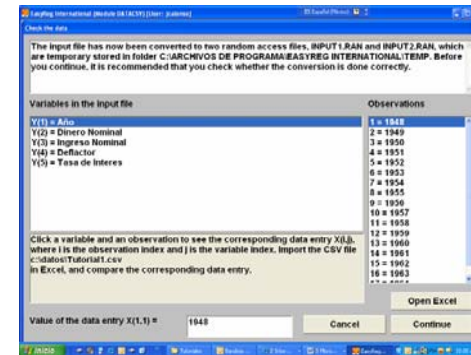 EasyReg International [Module DATACSV] [User: jcalonso]
Check the data
The input file has now been converted to two random access files, INPUT1.RAN and INPUT2.RAN, which
are temporary stored in folder C:\ARCHIVOS DE PROGRAMA\EASYREG INTERNATIONAL\TEMP. Before
you continue, it is recommended that you check whether the conversion is done correctly.
Variables in the input file
Observations
Y(1) = Año
Y(2) = Dinero Nominal
Y(3) = Ingreso Nominal
Y(4) = Deflactor
Y(5) = Tasa de interes
1 = 1948
2 = 1949
3 = 1950
4 = 1951
5 = 1952
6 = 1953
7 = 1954
8 = 1955
9 = 1956
10 = 1957
11 = 1958
12 = 1959
13 = 1960
14 = 1961
15 = 1962
16 = 1963
Click a variable and an observation to see the corresponding data entry X(i,j),
where i is the observation index and j is the variable index. Import the CSV file
c:\datos\Tutorial1.csv
in Excel, and compare the corresponding data entry.
Open Excel
Value of the data entry X(1,1) =
1948
Cancel
Continue
Inicio